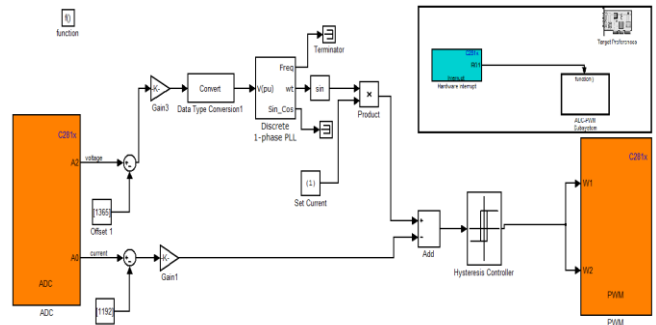 f()
function
C281x
A2
voltage
A0
current
ADC
ADC
[1365]
Offset 1
[1192]
-K-
Gain3
Convert
Data Type Conversion1
V(pu)
Freq
wt
Sin_Cos
Discrete
1-phase PLL
Terminator
sin
×
Product
(1)
Set Current
-K-
Gain1
+
−
Add
Hysteresis Controller
C281x
Interrupt
Hardware Interrupt
function()
ADC-PWM
Subsystem
Target Preferences
C281x
W1
W2
PWM
PWM